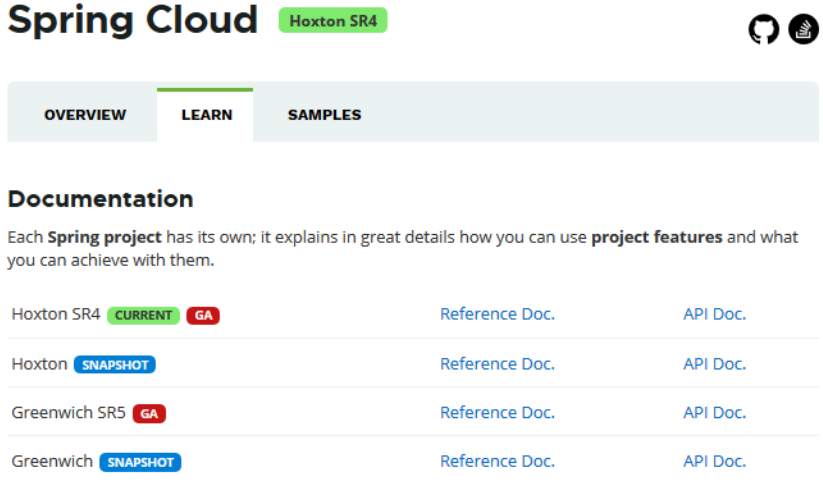 Spring Cloud Hoxton SR4
OVERVIEW LEARN SAMPLES
Documentation
Each Spring project has its own; it explains in great details how you can use project features and what
you can achieve with them.
Hoxton SR4 CURRENT GA Reference Doc. API Doc.
Hoxton SNAPSHOT Reference Doc. API Doc.
Greenwich SR5 GA Reference Doc. API Doc.
Greenwich SNAPSHOT Reference Doc. API Doc.